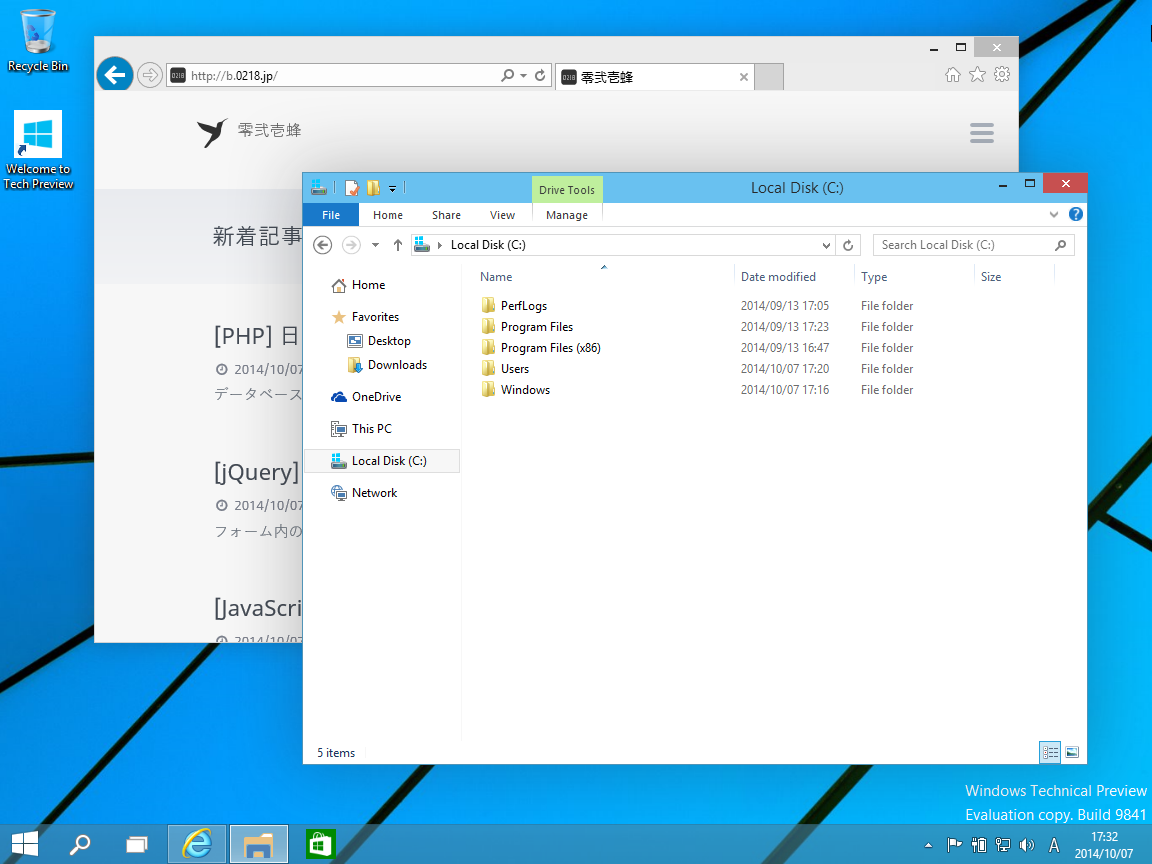 Recycle Bin
Welcome to
Tech Preview
http://b.0218.jp/
0218 零弐壱蜂
零弐壱蜂
新着記事
[PHP] 日
2014/10/07
データベース
[jQuery]
2014/10/07
フォーム内の
[JavaScri
2014/10/07
Drive Tools
Local Disk (C:)
File
Home
Share
View
Manage
Local Disk (C:)
Search Local Disk (C:)
Home
Favorites
Desktop
Downloads
OneDrive
This PC
Local Disk (C:)
Network
Name Date modified Type Size
PerfLogs 2014/09/13 17:05 File folder
Program Files 2014/09/13 17:23 File folder
Program Files (x86) 2014/09/13 16:47 File folder
Users 2014/10/07 17:20 File folder
Windows 2014/10/07 17:16 File folder
5 items
Windows Technical Preview
Evaluation copy. Build 9841
A
17:32
2014/10/07